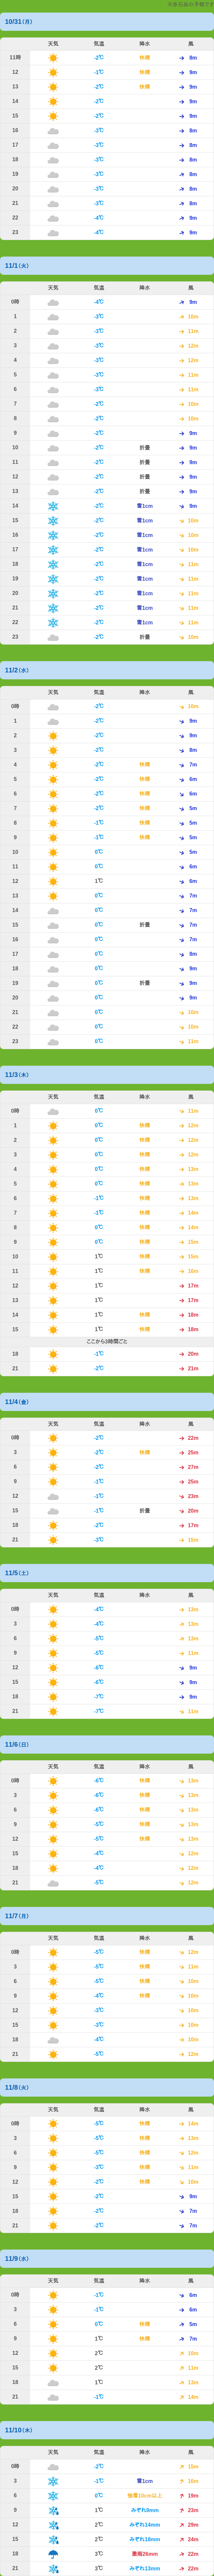 大糸石岳の予報です
10/31（月）
天気 気温 降水 風
11時 -2℃ 快晴 8m
12 -1℃ 快晴 9m
13 -2℃ 快晴 9m
14 -2℃ 9m
15 -2℃ 9m
16 -3℃ 8m
17 -3℃ 8m
18 -3℃ 8m
19 -3℃ 8m
20 -3℃ 8m
21 -3℃ 8m
22 -4℃ 9m
23 -4℃ 9m
11/1（火）
天気 気温 降水 風
0時 -4℃ 9m
1 -3℃ 10m
2 -3℃ 11m
3 -3℃ 12m
4 -3℃ 12m
5 -3℃ 11m
6 -3℃ 11m
7 -2℃ 10m
8 -2℃ 10m
9 -2℃ 9m
10 -2℃ 折畳 9m
11 -2℃ 折畳 9m
12 -2℃ 折畳 9m
13 -2℃ 折畳 9m
14 -2℃ 雪1cm 9m
15 -2℃ 雪1cm 10m
16 -2℃ 雪1cm 10m
17 -2℃ 雪1cm 10m
18 -2℃ 雪1cm 11m
19 -2℃ 雪1cm 11m
20 -2℃ 雪1cm 11m
21 -2℃ 雪1cm 11m
22 -2℃ 雪1cm 11m
23 -2℃ 折畳 10m
11/2（水）
天気 気温 降水 風
0時 -2℃ 10m
1 -2℃ 9m
2 -2℃ 9m
3 -2℃ 8m
4 -2℃ 快晴 7m
5 -2℃ 快晴 6m
6 -2℃ 快晴 6m
7 -2℃ 快晴 5m
8 -1℃ 快晴 5m
9 -1℃ 快晴 5m
10 0℃ 5m
11 0℃ 6m
12 1℃ 6m
13 0℃ 7m
14 0℃ 7m
15 0℃ 折畳 7m
16 0℃ 7m
17 0℃ 8m
18 0℃ 9m
19 0℃ 折畳 9m
20 0℃ 9m
21 0℃ 10m
22 0℃ 10m
23 0℃ 11m
11/3（木）
天気 気温 降水 風
0時 0℃ 11m
1 0℃ 快晴 12m
2 0℃ 快晴 12m
3 0℃ 快晴 12m
4 0℃ 快晴 13m
5 0℃ 快晴 13m
6 -1℃ 快晴 13m
7 -1℃ 快晴 14m
8 0℃ 快晴 14m
9 0℃ 快晴 15m
10 1℃ 快晴 15m
11 1℃ 快晴 16m
12 1℃ 17m
13 1℃ 17m
14 1℃ 快晴 18m
15 1℃ 快晴 18m
ここから3時間ごと
18 -1℃ 20m
21 -2℃ 21m
11/4（金）
天気 気温 降水 風
0時 -2℃ 22m
3 -2℃ 快晴 25m
6 -2℃ 27m
9 -1℃ 25m
12 -1℃ 23m
15 -1℃ 折畳 20m
18 -2℃ 17m
21 -3℃ 15m
11/5（土）
天気 気温 降水 風
0時 -4℃ 13m
3 -4℃ 13m
6 -5℃ 13m
9 -5℃ 11m
12 -6℃ 9m
15 -6℃ 9m
18 -7℃ 9m
21 -7℃ 11m
11/6（日）
天気 気温 降水 風
0時 -6℃ 快晴 13m
3 -6℃ 快晴 13m
6 -6℃ 快晴 13m
9 -5℃ 快晴 13m
12 -5℃ 快晴 13m
15 -4℃ 12m
18 -4℃ 12m
21 -5℃ 12m
11/7（月）
天気 気温 降水 風
0時 -5℃ 快晴 12m
3 -5℃ 快晴 11m
6 -5℃ 快晴 10m
9 -4℃ 快晴 10m
12 -3℃ 10m
15 -3℃ 10m
18 -4℃ 10m
21 -5℃ 12m
11/8（火）
天気 気温 降水 風
0時 -5℃ 快晴 14m
3 -5℃ 快晴 13m
6 -5℃ 快晴 12m
9 -3℃ 快晴 11m
12 -2℃ 快晴 10m
15 -2℃ 9m
18 -2℃ 7m
21 -2℃ 7m
11/9（水）
天気 気温 降水 風
0時 -1℃ 6m
3 -1℃ 6m
6 0℃ 快晴 5m
9 1℃ 快晴 7m
12 2℃ 10m
15 2℃ 11m
18 1℃ 13m
21 -1℃ 14m
11/10（木）
天気 気温 降水 風
0時 -2℃ 15m
3 -1℃ 雪1cm 16m
6 0℃ 強雪10cm以上 19m
9 1℃ みぞれ9mm 23m
12 2℃ みぞれ14mm 29m
15 2℃ みぞれ18mm 24m
18 3℃ 激雨26mm 22m
21 3℃ みぞれ13mm 22m